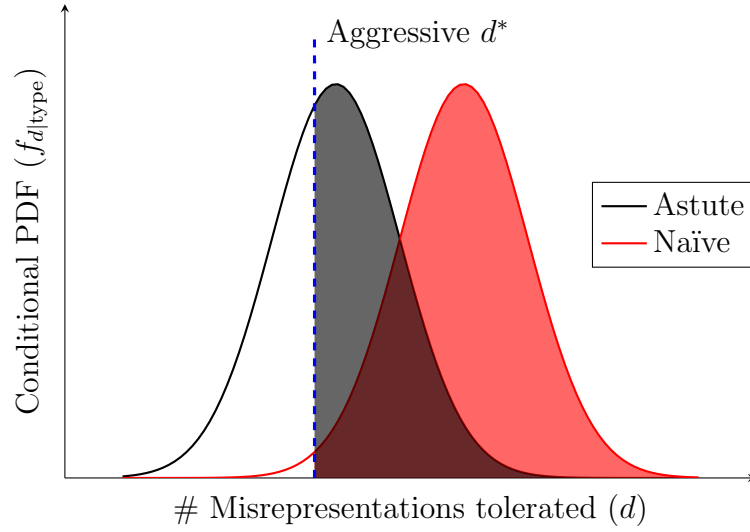 Aggressive d*
Conditional PDF (f_{d|type})
Astute
Naïve
# Misrepresentations tolerated (d)